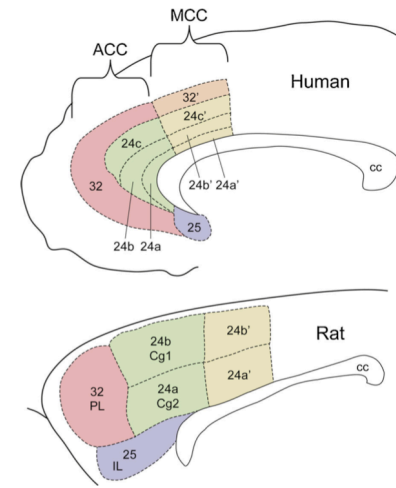 MCC
ACC
Human
32'
24c'
24c
cc
32
24b' 24a'
25
24b 24a
24b
Cg1
24b'
Rat
cc
32
PL
24a
Cg2
24a'
25
IL